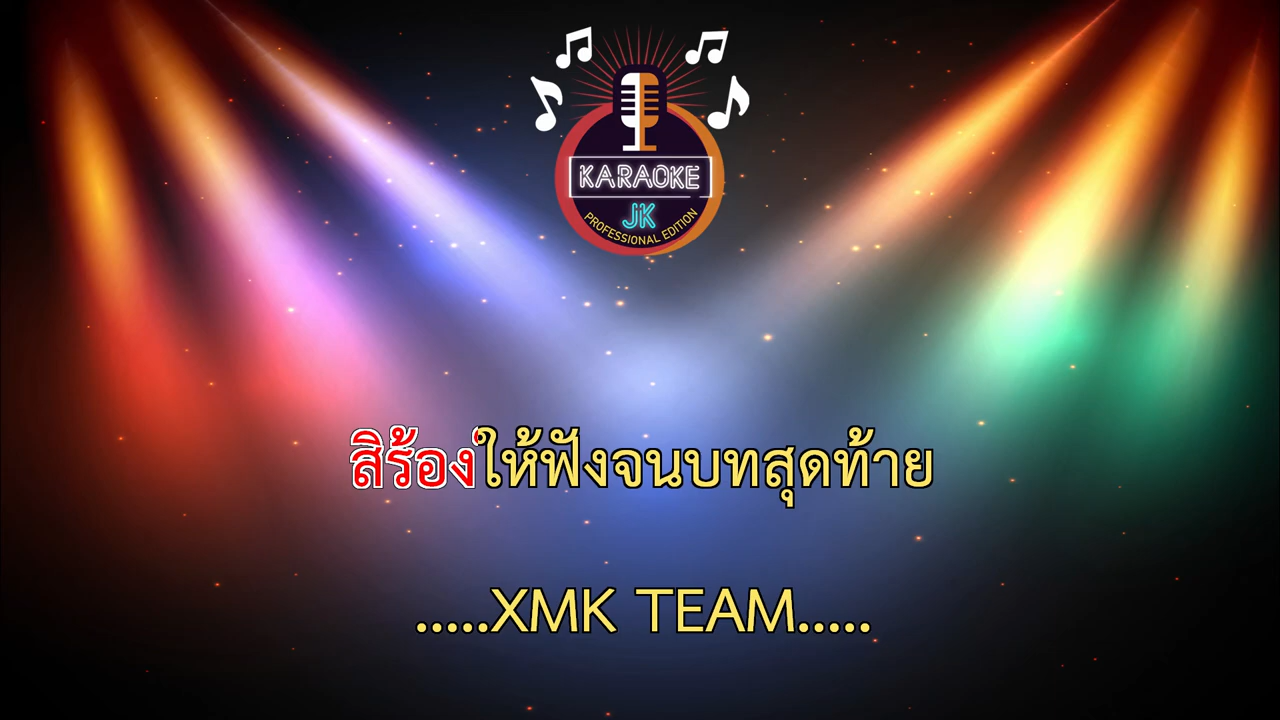 KARAOKE
JK
PROFESSIONAL EDITION
สิร้องให้ฟังจนบทสุดท้าย
.....XMK TEAM.....